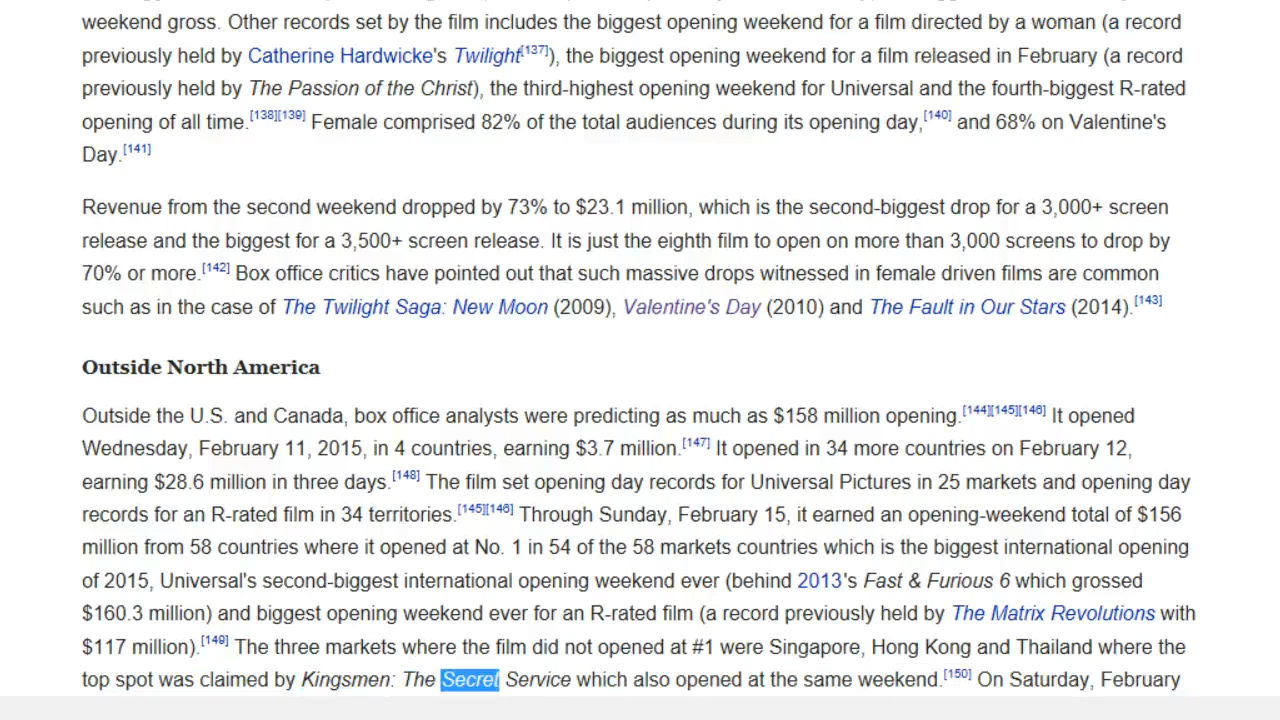 weekend gross. Other records set by the film includes the biggest opening weekend for a film directed by a woman (a record
previously held by Catherine Hardwicke's Twilight[137]), the biggest opening weekend for a film released in February (a record
previously held by The Passion of the Christ), the third-highest opening weekend for Universal and the fourth-biggest R-rated
opening of all time.[138][139] Female comprised 82% of the total audiences during its opening day,[140] and 68% on Valentine's
Day.[141]
Revenue from the second weekend dropped by 73% to $23.1 million, which is the second-biggest drop for a 3,000+ screen
release and the biggest for a 3,500+ screen release. It is just the eighth film to open on more than 3,000 screens to drop by
70% or more.[142] Box office critics have pointed out that such massive drops witnessed in female driven films are common
such as in the case of The Twilight Saga: New Moon (2009), Valentine's Day (2010) and The Fault in Our Stars (2014).[143]
Outside North America
Outside the U.S. and Canada, box office analysts were predicting as much as $158 million opening.[144][145][146] It opened
Wednesday, February 11, 2015, in 4 countries, earning $3.7 million.[147] It opened in 34 more countries on February 12,
earning $28.6 million in three days.[148] The film set opening day records for Universal Pictures in 25 markets and opening day
records for an R-rated film in 34 territories.[145][146] Through Sunday, February 15, it earned an opening-weekend total of $156
million from 58 countries where it opened at No. 1 in 54 of the 58 markets countries which is the biggest international opening
of 2015, Universal's second-biggest international opening weekend ever (behind 2013's Fast & Furious 6 which grossed
$160.3 million) and biggest opening weekend ever for an R-rated film (a record previously held by The Matrix Revolutions with
$117 million).[149] The three markets where the film did not opened at #1 were Singapore, Hong Kong and Thailand where the
top spot was claimed by Kingsmen: The Secret Service which also opened at the same weekend.[150] On Saturday, February